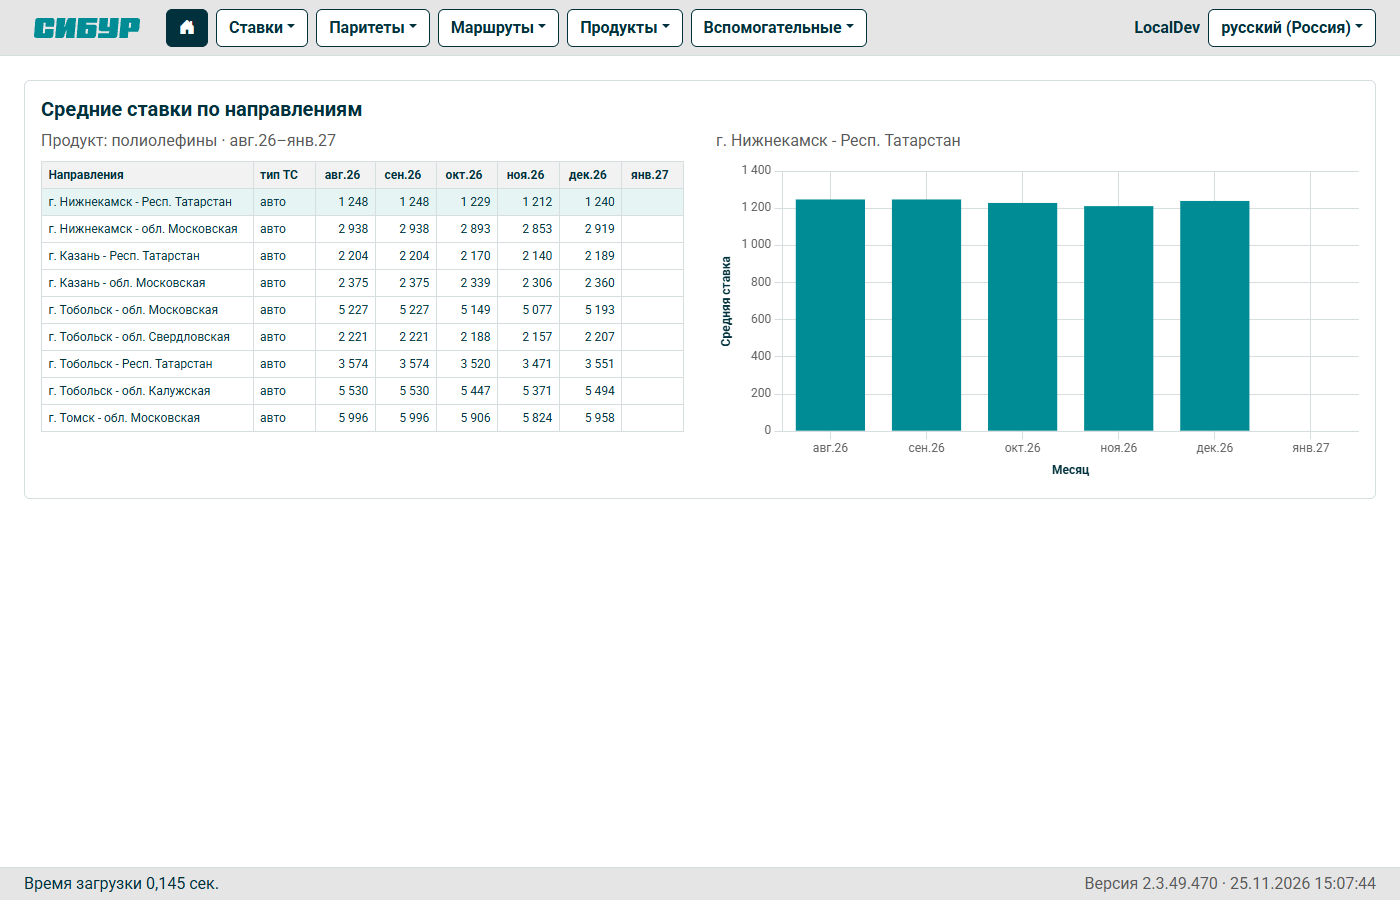 СИБУР Ставки Паритеты Маршруты Продукты Вспомогательные LocalDev русский (Россия)
Средние ставки по направлениям
Продукт: полиолефины · авг.26–янв.27
Направления тип ТС авг.26 сен.26 окт.26 ноя.26 дек.26 янв.27
г. Нижнекамск - Респ. Татарстан авто 1 248 1 248 1 229 1 212 1 240
г. Нижнекамск - обл. Московская авто 2 938 2 938 2 893 2 853 2 919
г. Казань - Респ. Татарстан авто 2 204 2 204 2 170 2 140 2 189
г. Казань - обл. Московская авто 2 375 2 375 2 339 2 306 2 360
г. Тобольск - обл. Московская авто 5 227 5 227 5 149 5 077 5 193
г. Тобольск - обл. Свердловская авто 2 221 2 221 2 188 2 157 2 207
г. Тобольск - Респ. Татарстан авто 3 574 3 574 3 520 3 471 3 551
г. Тобольск - обл. Калужская авто 5 530 5 530 5 447 5 371 5 494
г. Томск - обл. Московская авто 5 996 5 996 5 906 5 824 5 958
г. Нижнекамск - Респ. Татарстан
Средняя ставка
1 400
1 200
1 000
800
600
400
200
0
авг.26 сен.26 окт.26 ноя.26 дек.26 янв.27
Месяц
Время загрузки 0,145 сек. Версия 2.3.49.470 · 25.11.2026 15:07:44